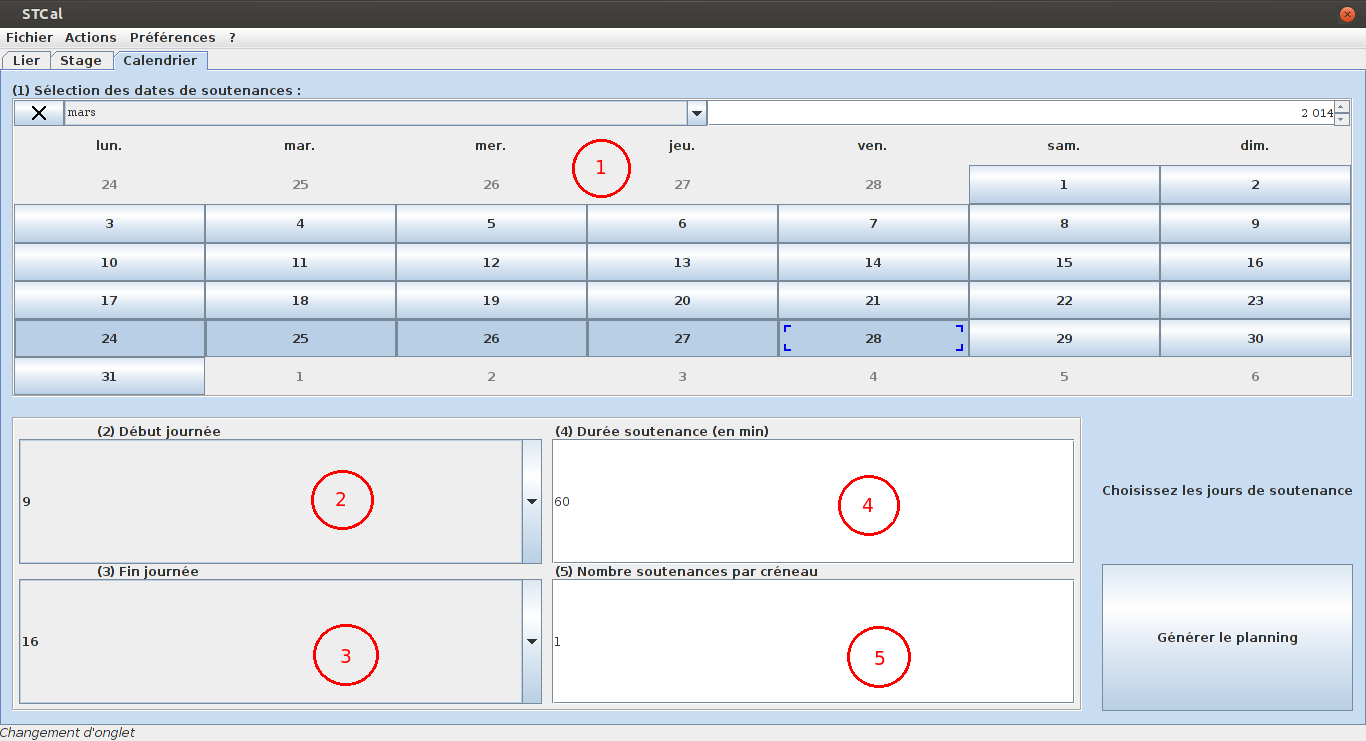 STCal
Fichier Actions Préférences ?
Lier Stage Calendrier
(1) Sélection des dates de soutenances :
mars 2 014
lun. mar. mer. jeu. ven. sam. dim.
1
24 25 26 27 28 1 2
3 4 5 6 7 8 9
10 11 12 13 14 15 16
17 18 19 20 21 22 23
24 25 26 27 28 29 30
31 1 2 3 4 5 6
(2) Début journée (4) Durée soutenance (en min)
9 2 60 4
Choisissez les jours de soutenance
(3) Fin journée (5) Nombre soutenances par créneau
16 3 1 5
Générer le planning
Changement d'onglet